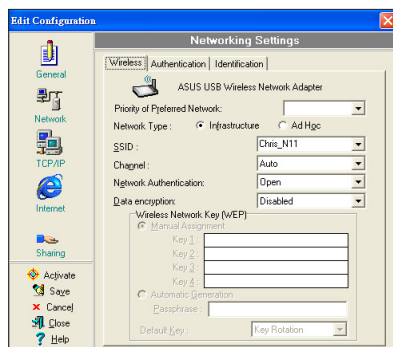 Edit Configuration
Networking Settings
General
Network
TCP/IP
Internet
Sharing
Activate
Save
Cancel
Close
Help
Wireless
Authentication
Identification
ASUS USB Wireless Network Adapter
Priority of Preferred Network:
Network Type :
Infrastructure
Ad Hoc
SSID :
Chris_N11
Channel :
Auto
Network Authentication:
Open
Data encryption:
Disabled
Wireless Network Key (WEP)
Manual Assignment
Key 1 :
Key 2 :
Key 3 :
Key 4 :
Automatic Generation
Passphrase :
Default Key :
Key Rotation